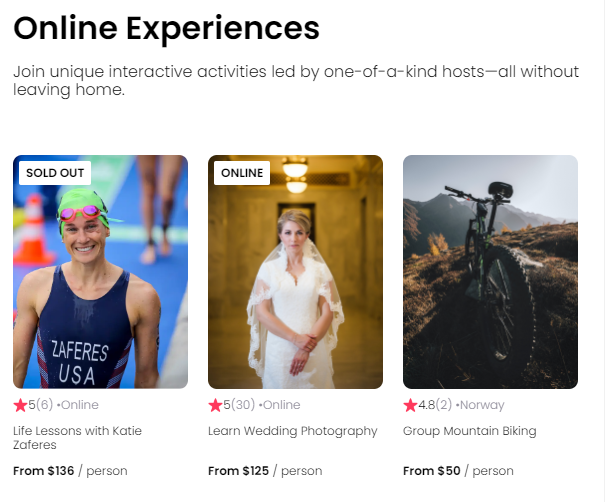 Online Experiences
Join unique interactive activities led by one-of-a-kind hosts—all without
leaving home.
SOLD OUT
ONLINE
ZAFERES
USA
5(6) •Online
5(30) •Online
4.8(2) •Norway
Life Lessons with Katie
Zaferes
Learn Wedding Photography
Group Mountain Biking
From $136 / person
From $125 / person
From $50 / person